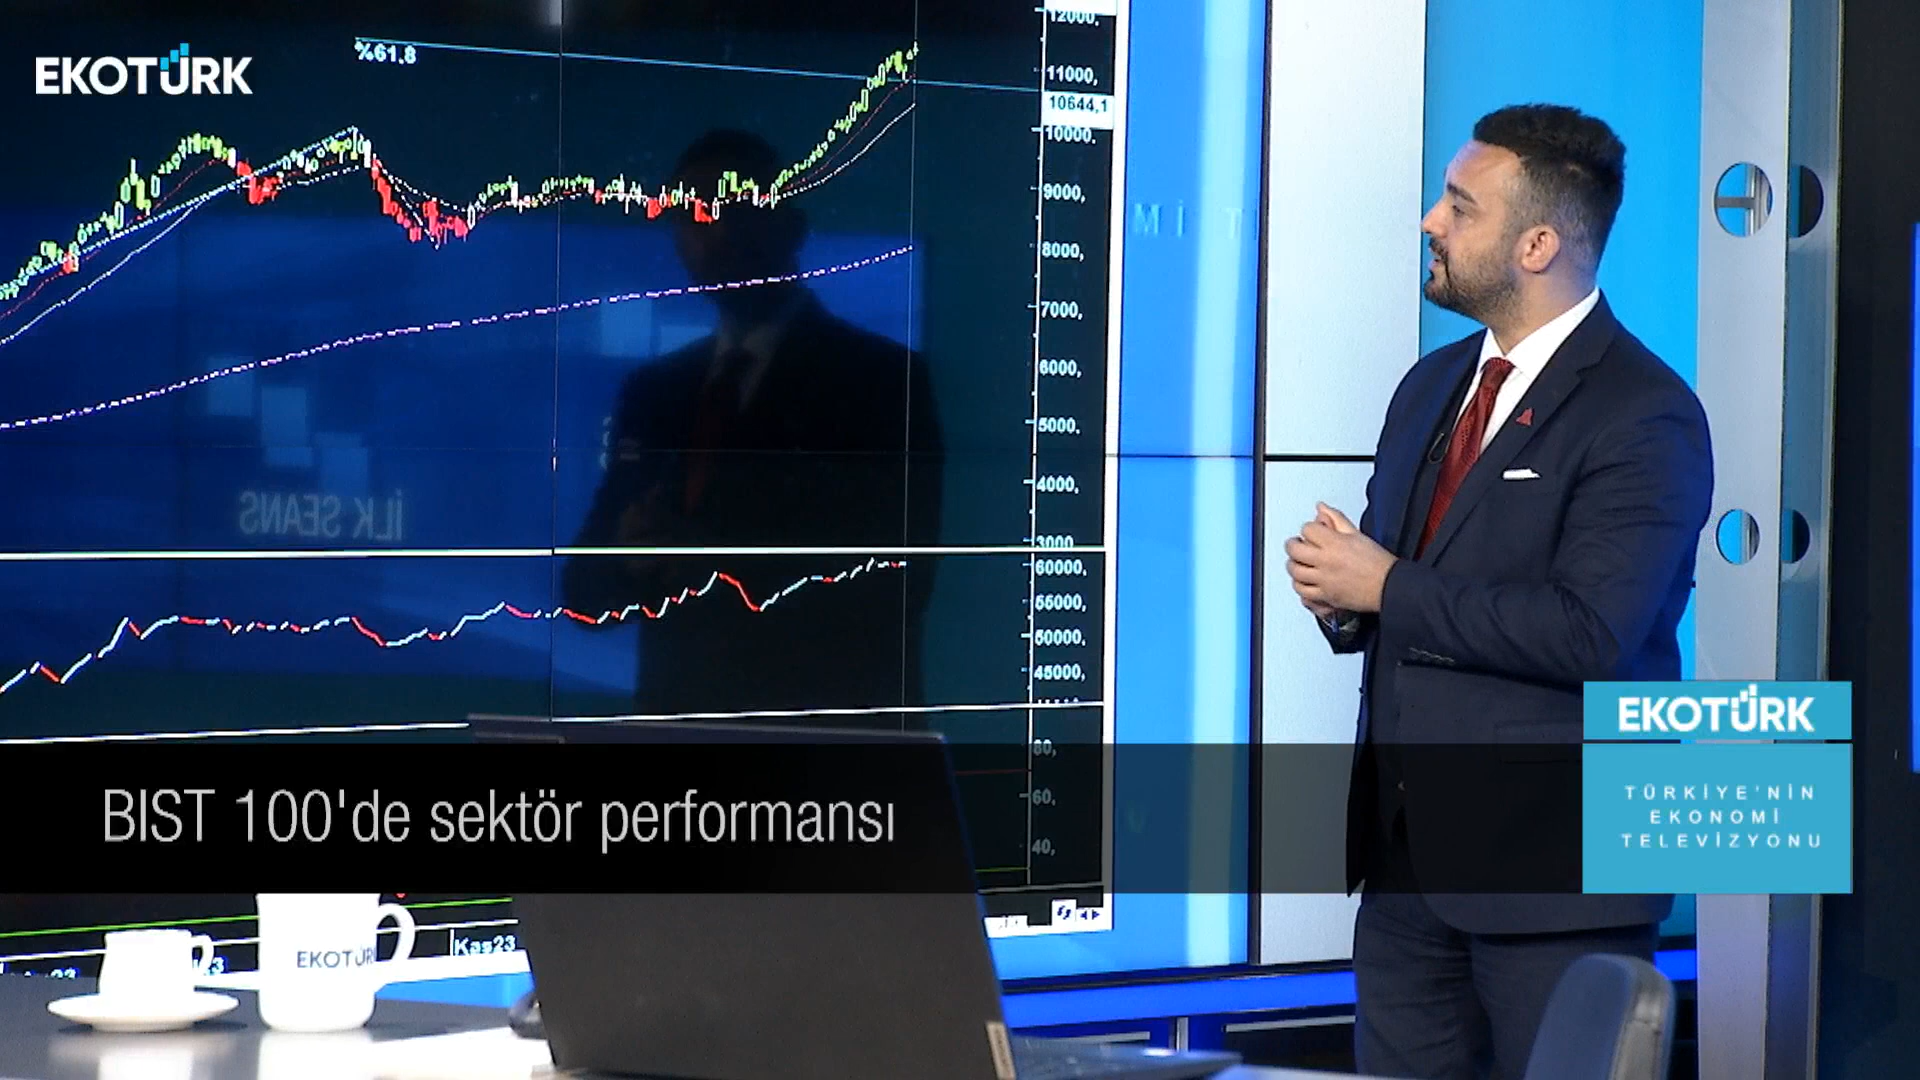 EKOTÜRK
%61.8
12000,
11000,
10644,1
10000.
9000,
8000,
7000,
6000,
5000.
4000,
3000
60000,
55000,
50000,
45000,
80,
60,
40,
MİT
İLK SEANS
BIST 100'de sektör performansı
EKOTÜRK
TÜRKİYE'NİN
EKONOMİ
TELEVİZYONU
EKOTÜRK
Kas23